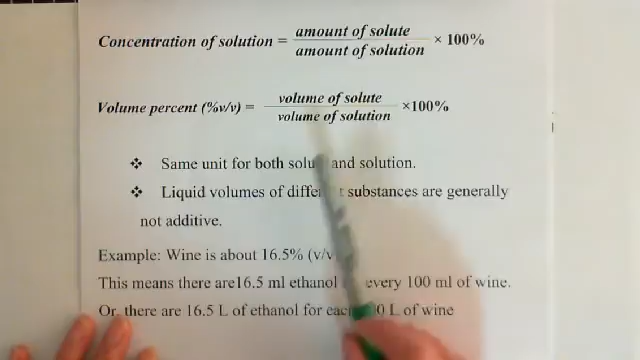 Concentration of solution = amount of solute / amount of solution × 100%
Volume percent (%v/v) = volume of solute / volume of solution ×100%
❖ Same unit for both solu and solution.
❖ Liquid volumes of diffe t substances are generally
not additive.
Example: Wine is about 16.5% (v/v
This means there are16.5 ml ethanol every 100 ml of wine.
Or, there are 16.5 L of ethanol for each 0 L of wine